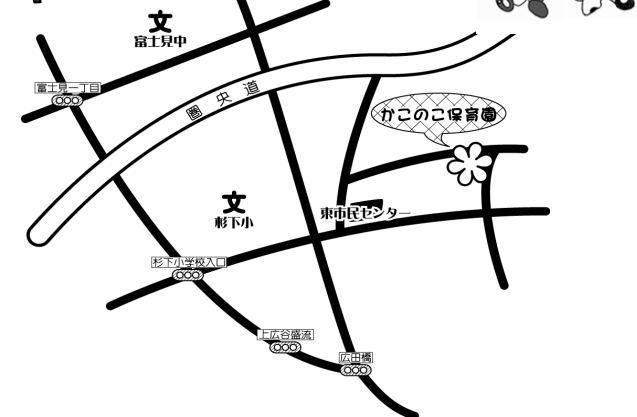 文
富士見中
富士見一丁目
圏央道
かこのこ保育園
文
杉下小
東市民センター
杉下小学校入口
上広谷盛流
広田橋